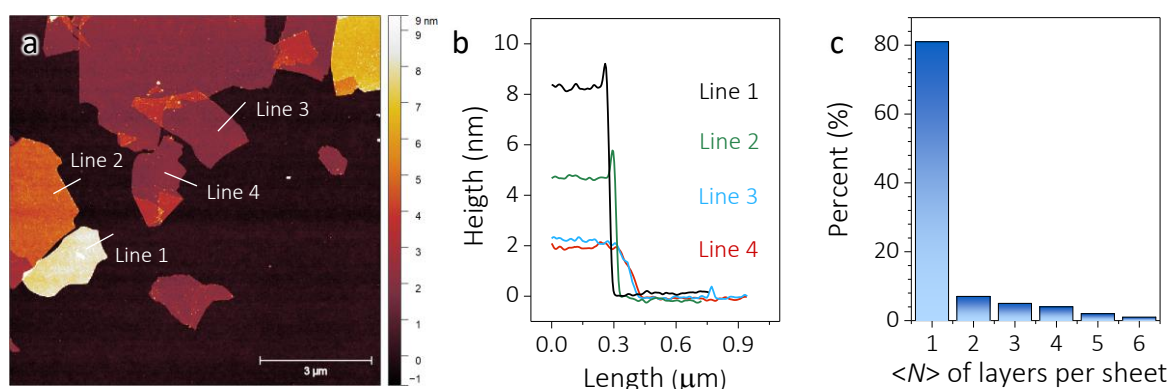 a
9 nm
8
7
6
5
4
3
2
1
0
−1
Line 3
Line 2
Line 4
Line 1
3 µm
b
Heigth (nm)
10
8
6
4
2
0
Line 1
Line 2
Line 3
Line 4
0.0 0.3 0.6 0.9
Length (µm)
c
Percent (%)
80
60
40
20
0
1 2 3 4 5 6
<N> of layers per sheet